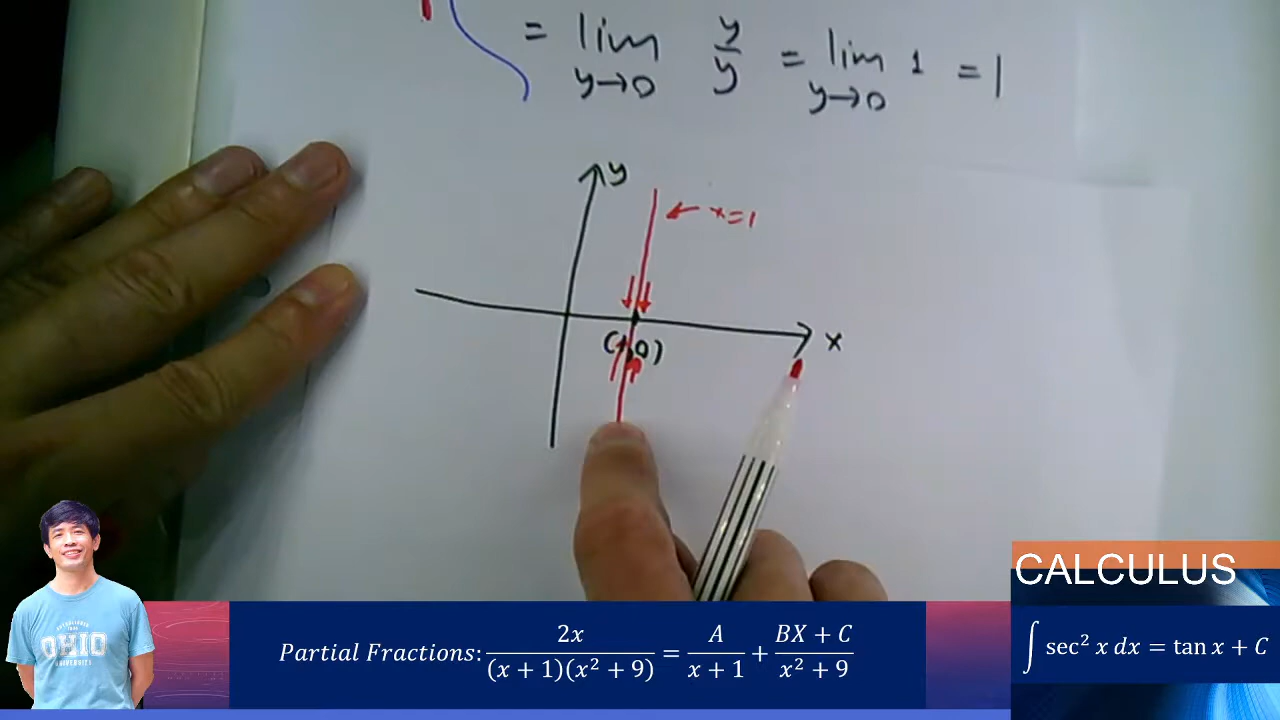 = lim y→0 y/y = lim y→0 1 = 1
y
← x=1
(1,0)
x
OHIO
CALCULUS
Partial Fractions: 2x/((x + 1)(x² + 9)) = A/(x + 1) + (BX + C)/(x² + 9)
∫ sec² x dx = tan x + C